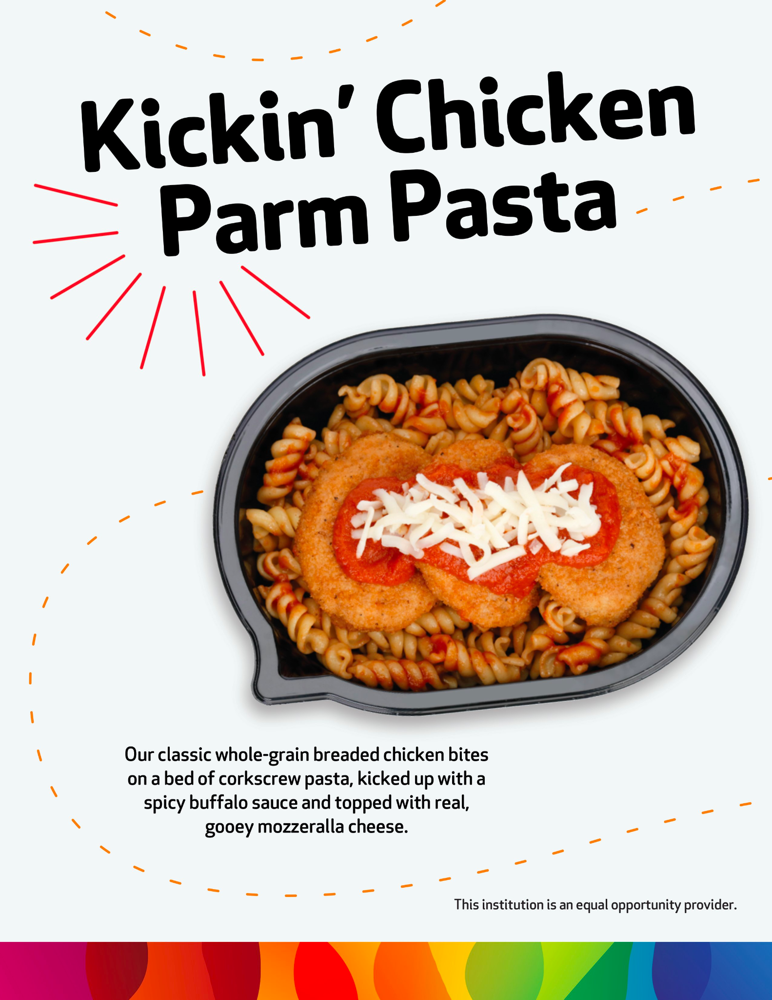 Kickin’ Chicken
Parm Pasta
Our classic whole-grain breaded chicken bites
on a bed of corkscrew pasta, kicked up with a
spicy buffalo sauce and topped with real,
gooey mozzeralla cheese.
This institution is an equal opportunity provider.